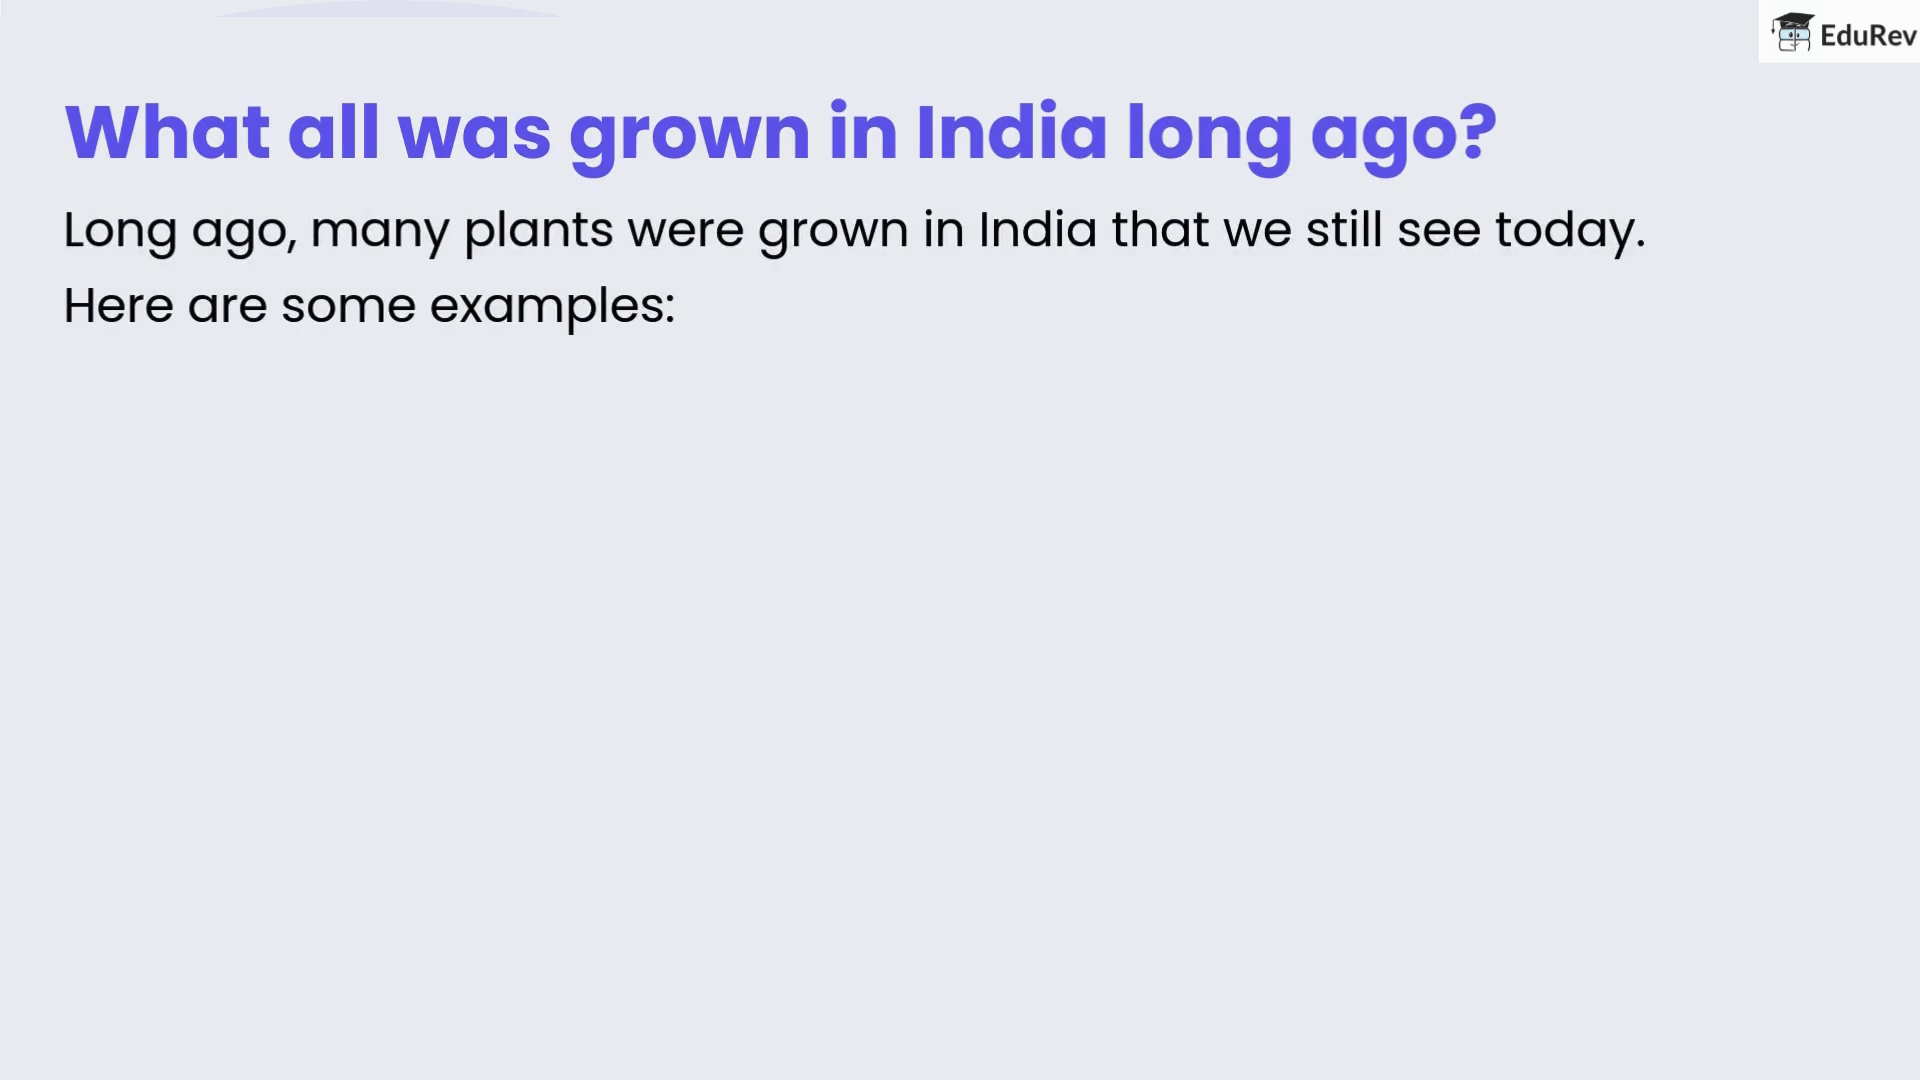 EduRev
What all was grown in India long ago?
Long ago, many plants were grown in India that we still see today.
Here are some examples: